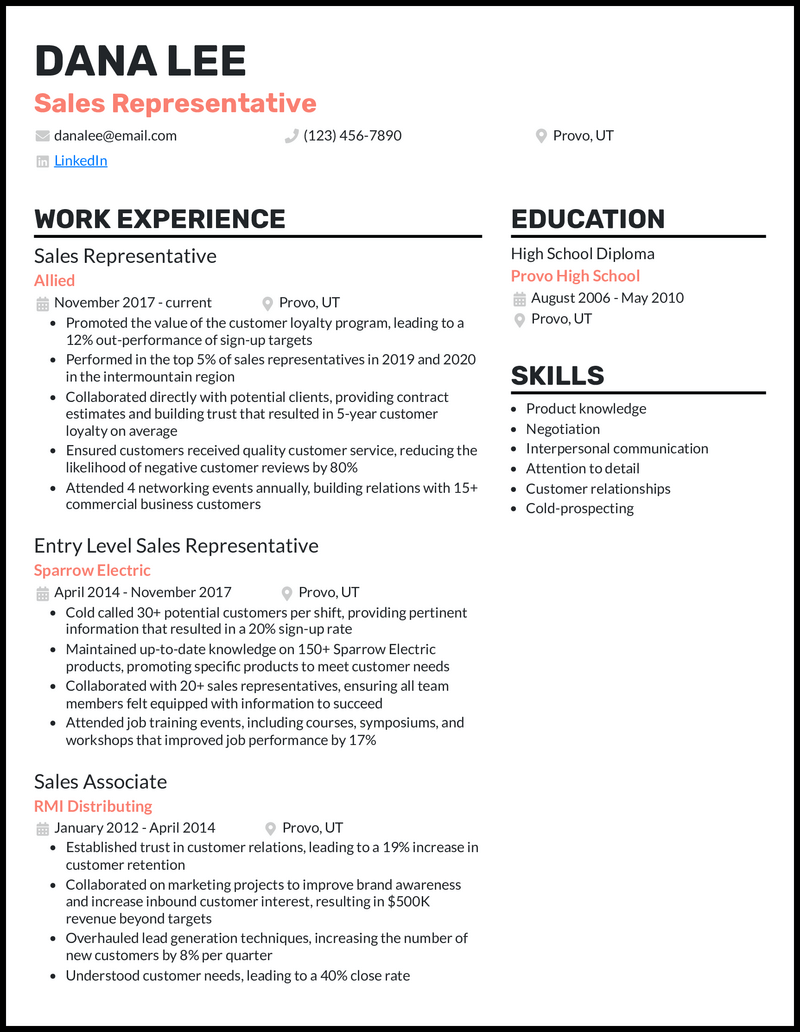 DANA LEE
Sales Representative
danalee@email.com
(123) 456-7890
Provo, UT
LinkedIn
WORK EXPERIENCE
Sales Representative
Allied
November 2017 - current
Provo, UT
• Promoted the value of the customer loyalty program, leading to a
12% out-performance of sign-up targets
• Performed in the top 5% of sales representatives in 2019 and 2020
in the intermountain region
• Collaborated directly with potential clients, providing contract
estimates and building trust that resulted in 5-year customer
loyalty on average
• Ensured customers received quality customer service, reducing the
likelihood of negative customer reviews by 80%
• Attended 4 networking events annually, building relations with 15+
commercial business customers
Entry Level Sales Representative
Sparrow Electric
April 2014 - November 2017
Provo, UT
• Cold called 30+ potential customers per shift, providing pertinent
information that resulted in a 20% sign-up rate
• Maintained up-to-date knowledge on 150+ Sparrow Electric
products, promoting specific products to meet customer needs
• Collaborated with 20+ sales representatives, ensuring all team
members felt equipped with information to succeed
• Attended job training events, including courses, symposiums, and
workshops that improved job performance by 17%
Sales Associate
RMI Distributing
January 2012 - April 2014
Provo, UT
• Established trust in customer relations, leading to a 19% increase in
customer retention
• Collaborated on marketing projects to improve brand awareness
and increase inbound customer interest, resulting in $500K
revenue beyond targets
• Overhauled lead generation techniques, increasing the number of
new customers by 8% per quarter
• Understood customer needs, leading to a 40% close rate
EDUCATION
High School Diploma
Provo High School
August 2006 - May 2010
Provo, UT
SKILLS
• Product knowledge
• Negotiation
• Interpersonal communication
• Attention to detail
• Customer relationships
• Cold-prospecting